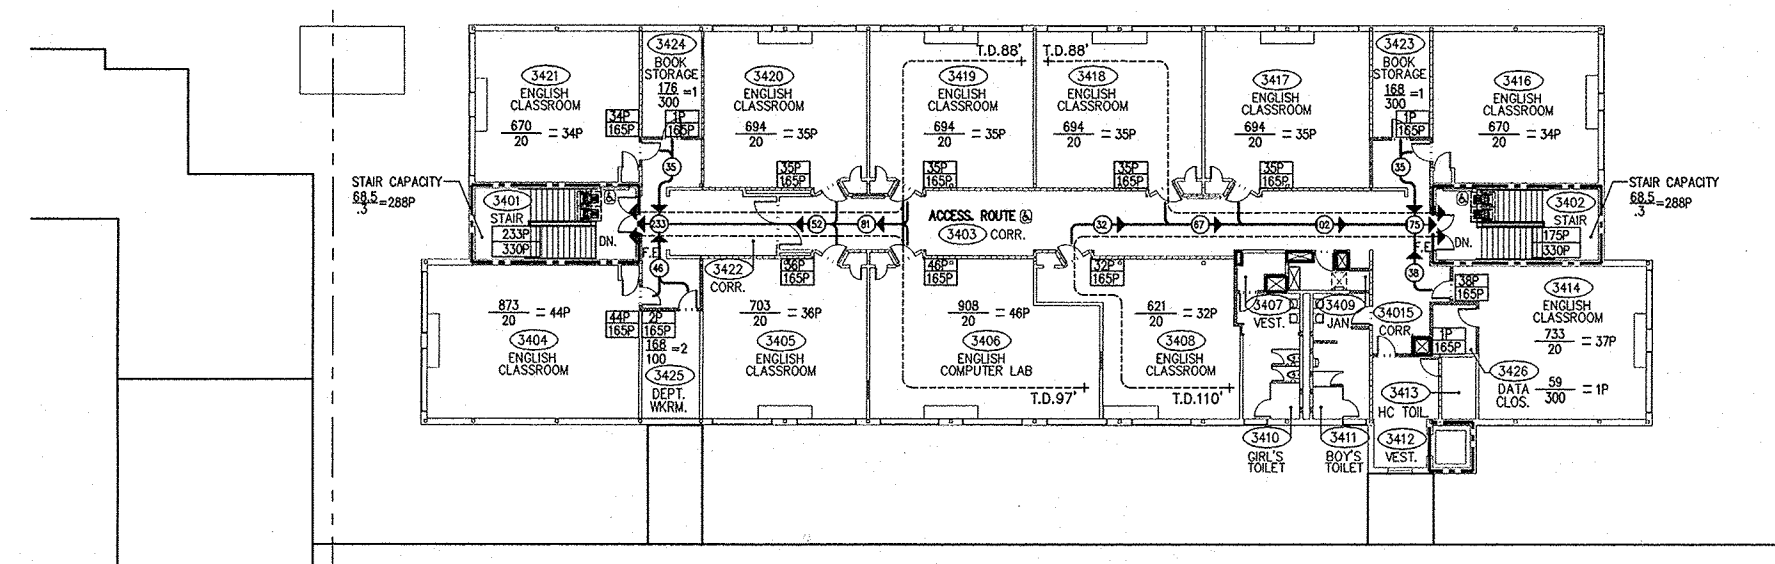 3424
BOOK
STORAGE
176
300
=1
1P
165P
3423
BOOK
STORAGE
168
300
=1
1P
165P
3421
ENGLISH
CLASSROOM
670
20
= 34P
34P
165P
3420
ENGLISH
CLASSROOM
694
20
= 35P
35P
165P
T.D.88'
3419
ENGLISH
CLASSROOM
694
20
= 35P
35P
165P
T.D.88'
3418
ENGLISH
CLASSROOM
694
20
= 35P
35P
165P
3417
ENGLISH
CLASSROOM
694
20
= 35P
35P
165P
3416
ENGLISH
CLASSROOM
670
20
= 34P
35
35
STAIR CAPACITY
68.5
.3
=288P
3401
STAIR
233P
330P
DN.
233
52
81
ACCESS. ROUTE
3403 CORR.
32
67
02
75
F.E.
DN.
3402
STAIR
175P
330P
STAIR CAPACITY
68.5
.3
=288P
F.E.
46
38
3422
CORR.
36P
165P
46P
165P
32P
165P
38P
165P
873
20
= 44P
44P
165P
3404
ENGLISH
CLASSROOM
2P
165P
168
100
=2
3425
DEPT.
WKRM.
703
20
= 36P
3405
ENGLISH
CLASSROOM
908
20
= 46P
3406
ENGLISH
COMPUTER LAB
T.D.97'
621
20
= 32P
3408
ENGLISH
CLASSROOM
T.D.110'
3407
VEST.
3409
JAN.
34015
CORR.
3414
ENGLISH
CLASSROOM
733
20
= 37P
1P
165P
3426
DATA
CLOS.
59
300
= 1P
3413
HC TOIL.
3410
GIRL'S
TOILET
3411
BOY'S
TOILET
3412
VEST.